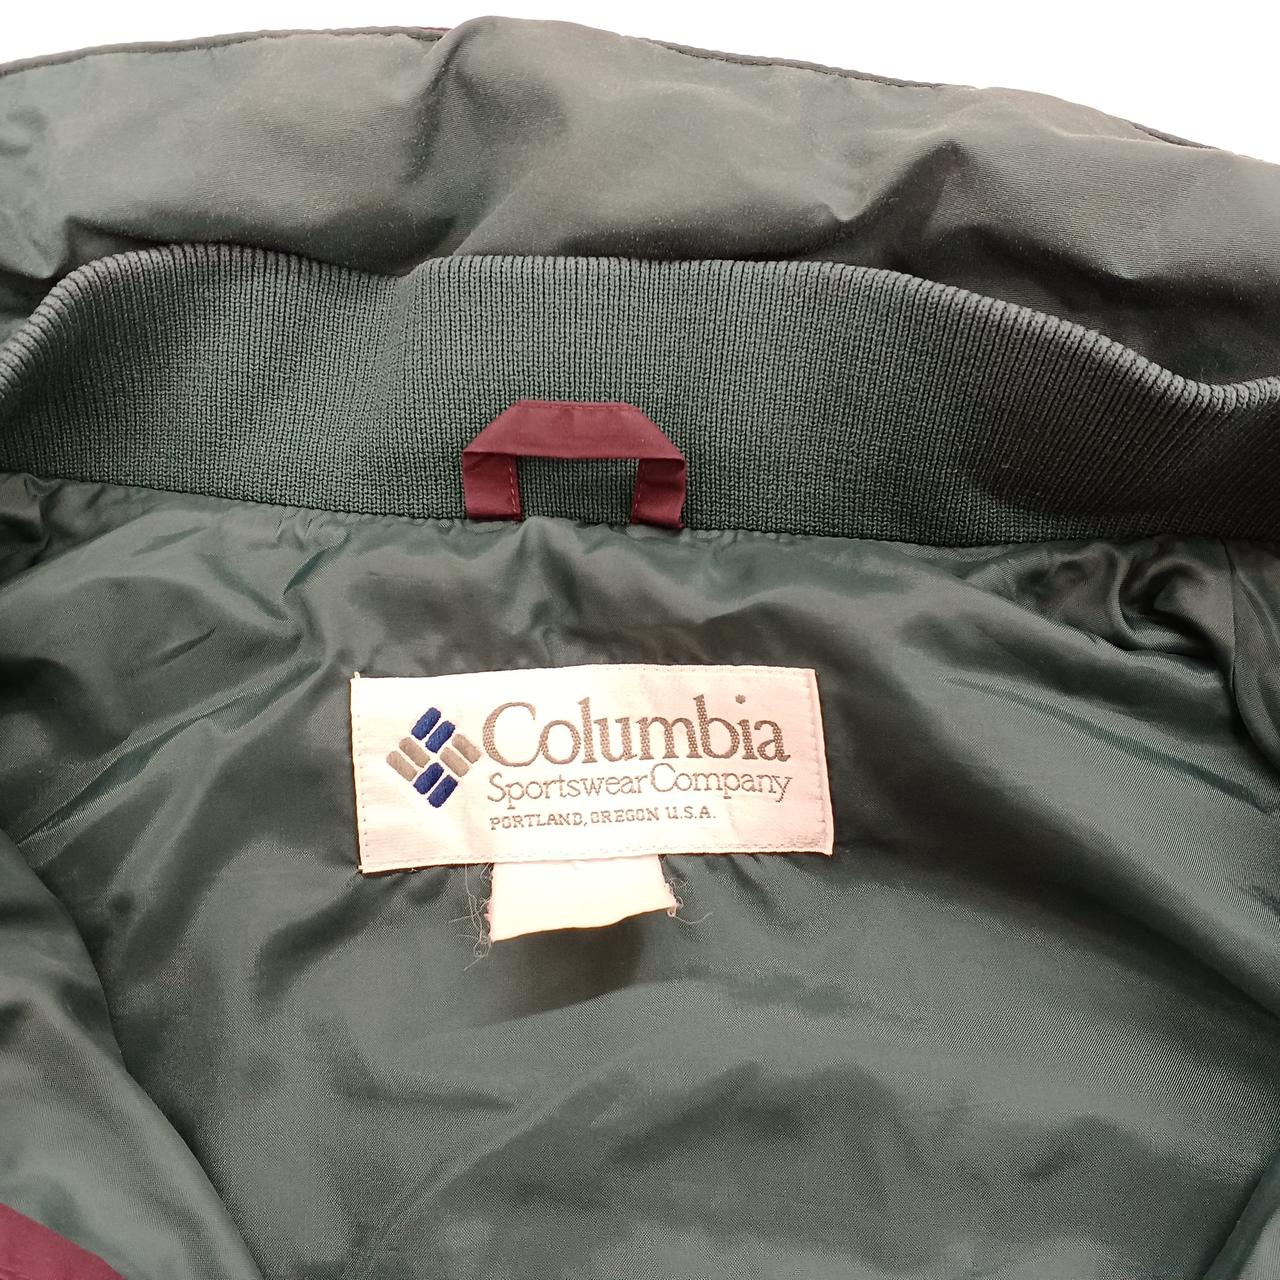 Columbia
Sportswear Company
PORTLAND, OREGON U.S.A.